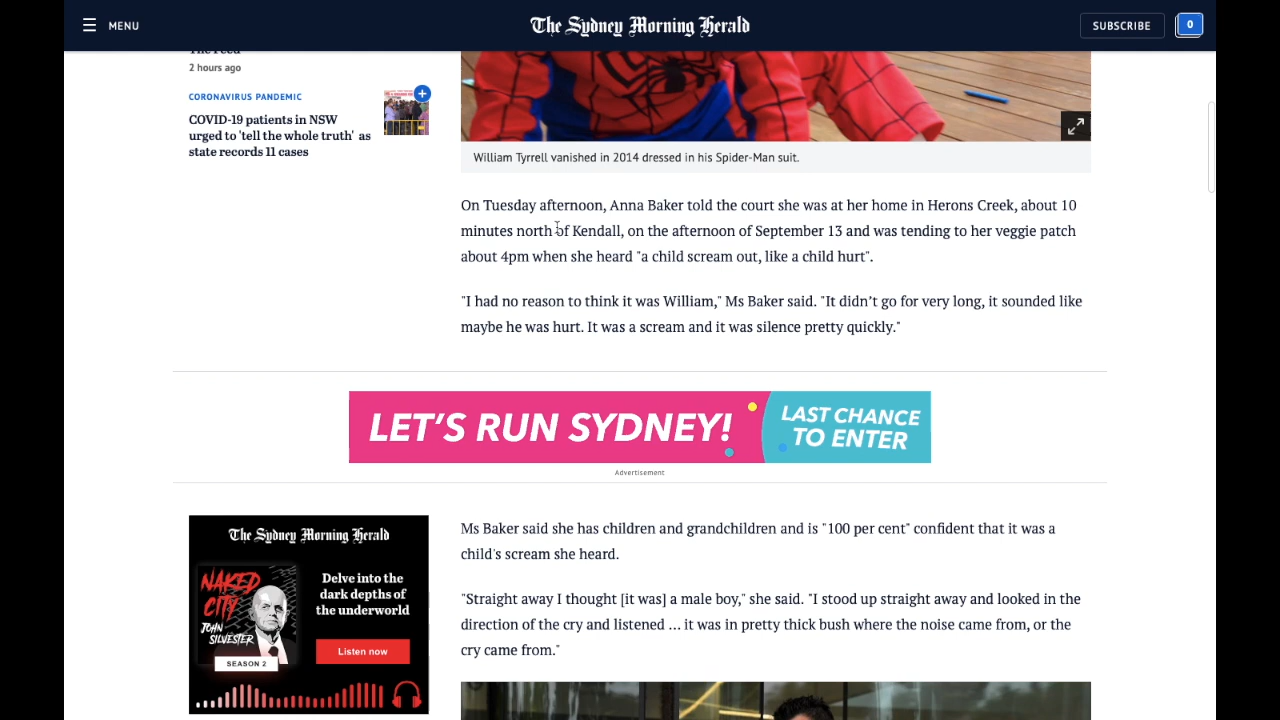 MENU
The Sydney Morning Herald
SUBSCRIBE
0
The Feed
2 hours ago
CORONAVIRUS PANDEMIC
COVID-19 patients in NSW
urged to 'tell the whole truth' as
state records 11 cases
William Tyrrell vanished in 2014 dressed in his Spider-Man suit.
On Tuesday afternoon, Anna Baker told the court she was at her home in Herons Creek, about 10
minutes north of Kendall, on the afternoon of September 13 and was tending to her veggie patch
about 4pm when she heard "a child scream out, like a child hurt".
"I had no reason to think it was William," Ms Baker said. "It didn’t go for very long, it sounded like
maybe he was hurt. It was a scream and it was silence pretty quickly."
LET'S RUN SYDNEY!
LAST CHANCE
TO ENTER
Advertisement
The Sydney Morning Herald
NAKED
CITY
JOHN
SILVESTER
SEASON 2
Delve into the
dark depths of
the underworld
Listen now
Ms Baker said she has children and grandchildren and is "100 per cent" confident that it was a
child's scream she heard.
"Straight away I thought [it was] a male boy," she said. "I stood up straight away and looked in the
direction of the cry and listened ... it was in pretty thick bush where the noise came from, or the
cry came from."